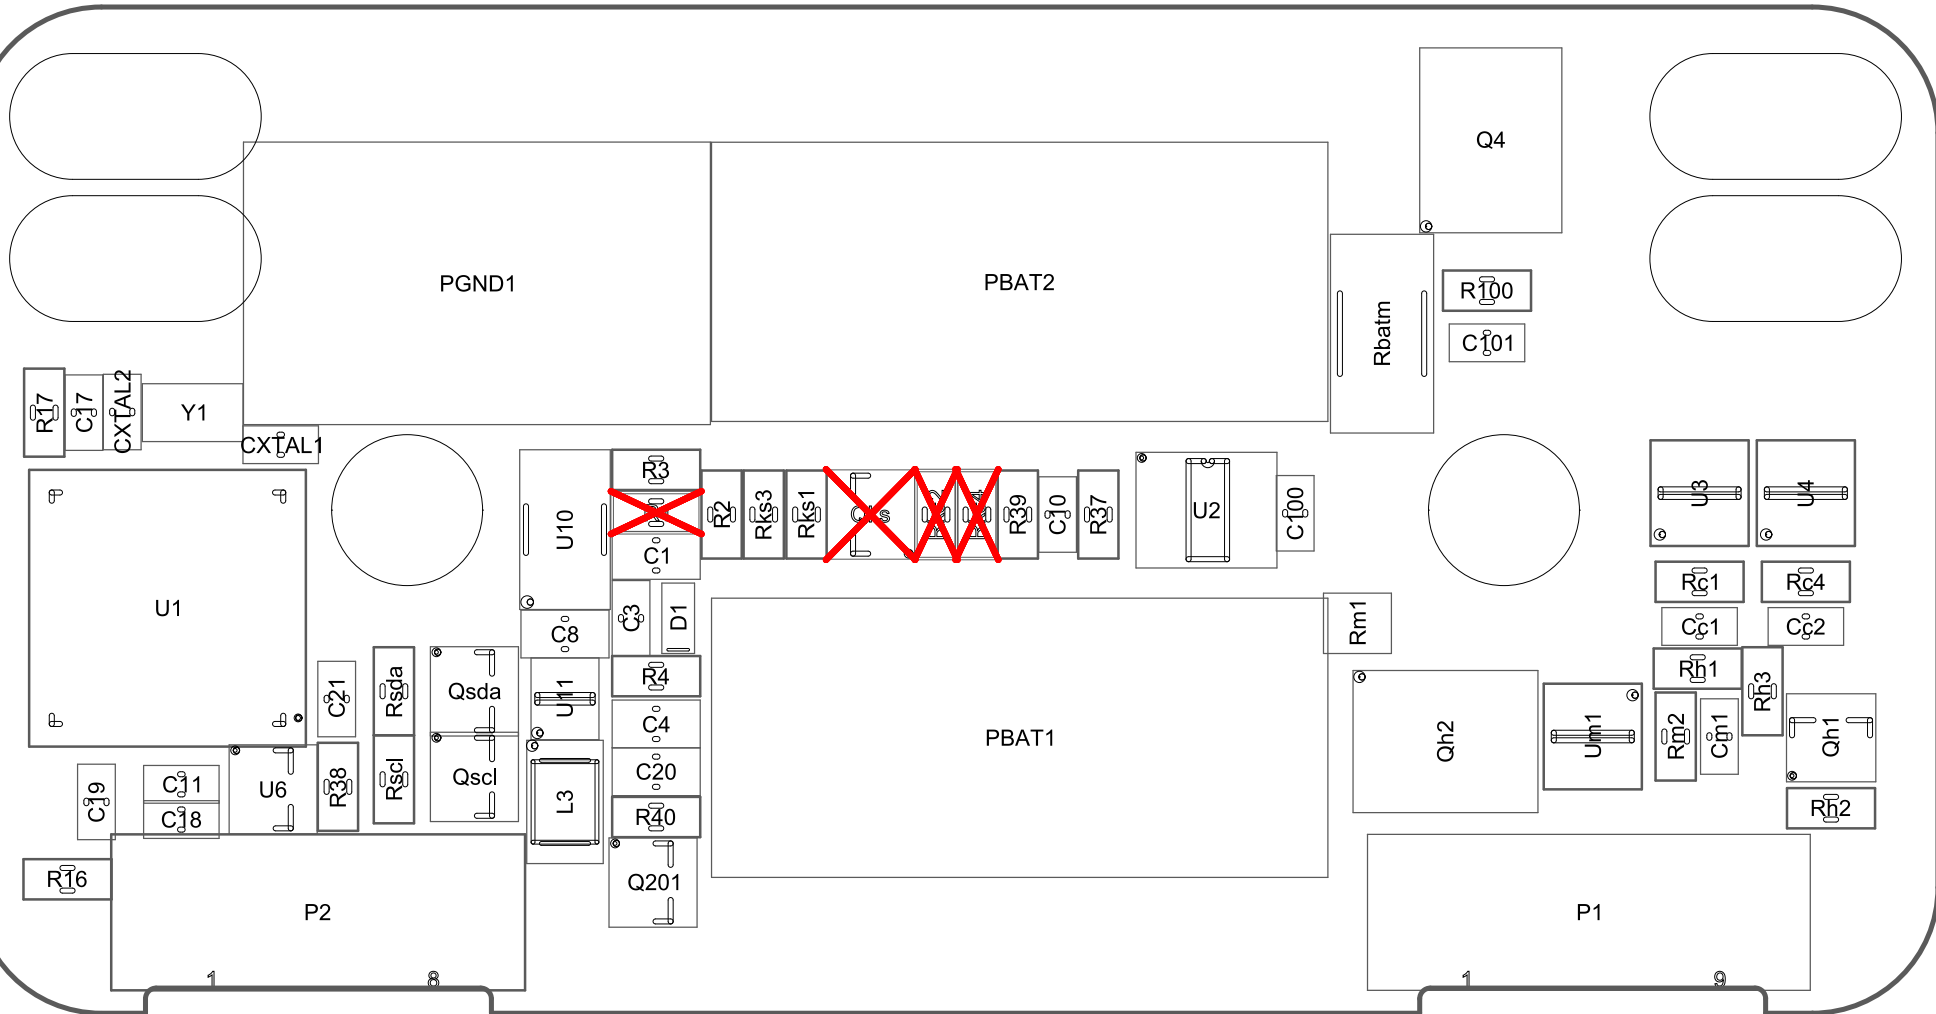 Q4
PGND1
PBAT2
R100
C101
Rbatm
R17
C17
CXTAL2
Y1
CXTAL1
U10
R3
R2
Rks3
Rks1
R39
C10
R37
U2
C100
U3
U4
C1
U1
C3
D1
C8
Rm1
Rc1
Rc4
Cc1
Cc2
Rh1
Rh3
C21
Rsda
Qsda
U11
R4
C4
PBAT1
Qh2
Um1
Rm2
Cm1
Qh1
C19
C11
C18
U6
R38
Rscl
Qscl
L3
C20
R40
Rh2
R16
P2
Q201
P1
1
8
1
9